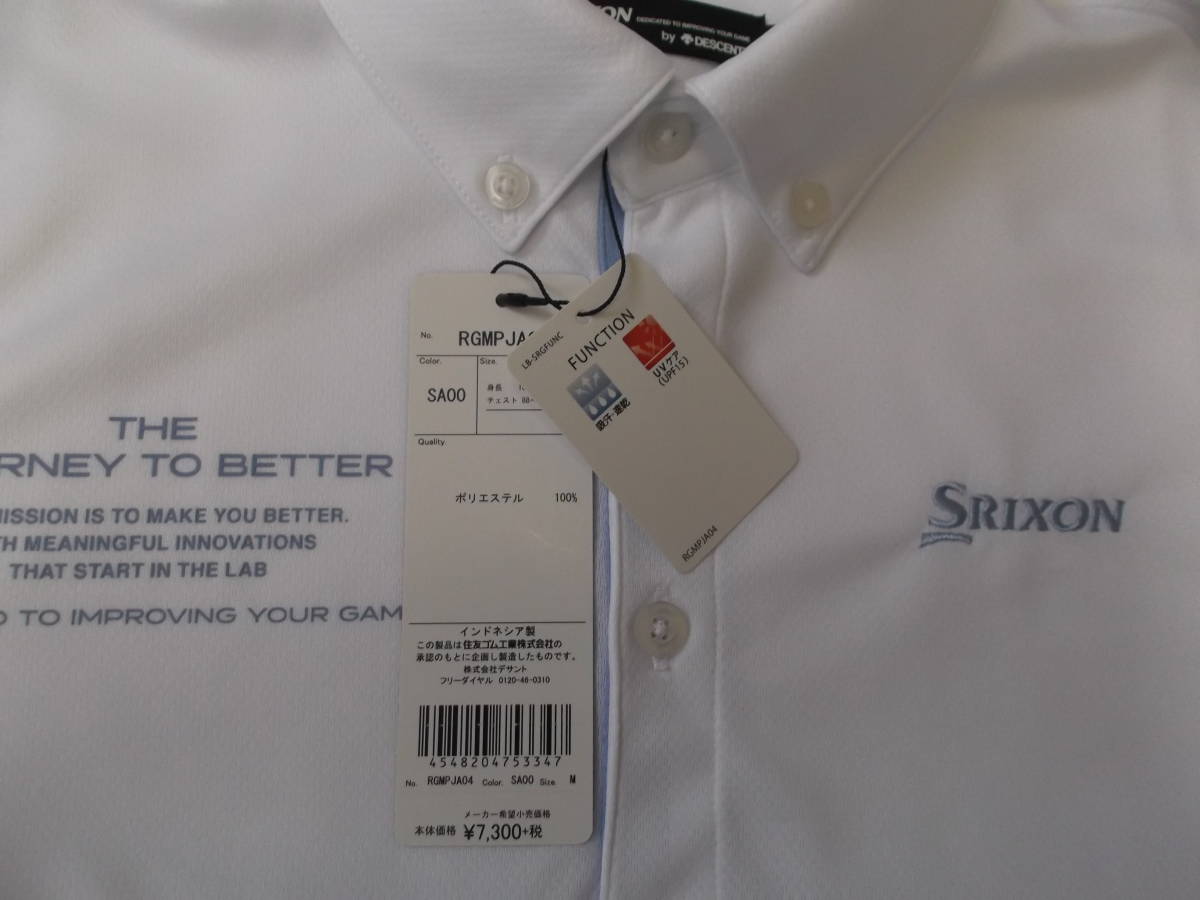 DEDICATED TO IMPROVING YOUR GAME
by DESCENT
THE
RNEY TO BETTER
ISSION IS TO MAKE YOU BETTER.
H MEANINGFUL INNOVATIONS
THAT START IN THE LAB
TO IMPROVING YOUR GAM
No. RGMPJA
Color. Size.
SA00
身長
チェスト 88
Quality
ポリエステル 100%
インドネシア製
この製品は住友ゴム工業株式会社の
承認のもとに企画し製造したものです。
株式会社デサント
フリーダイヤル 0120-46-0310
4548204753347
No. RGMPJA04 Color. SA00 Size. M
メーカー希望小売価格
本体価格 ¥7,300+税
LB-SRGFUNC
FUNCTION
吸汗・速乾
UVケア
(UPF15)
RGMPJA04
SRIXON